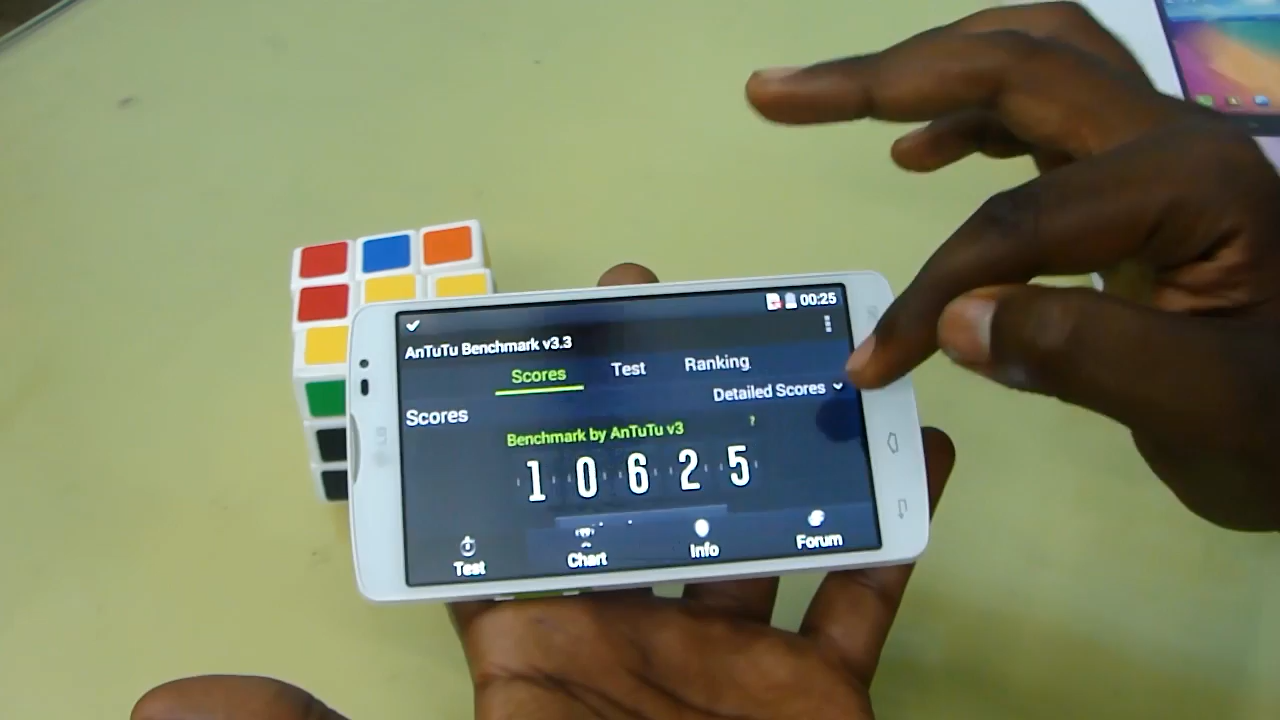 00:25
AnTuTu Benchmark v3.3
Scores Test Ranking
Detailed Scores
Scores
Benchmark by AnTuTu v3 ?
10625
Test Chart Info Forum
LG